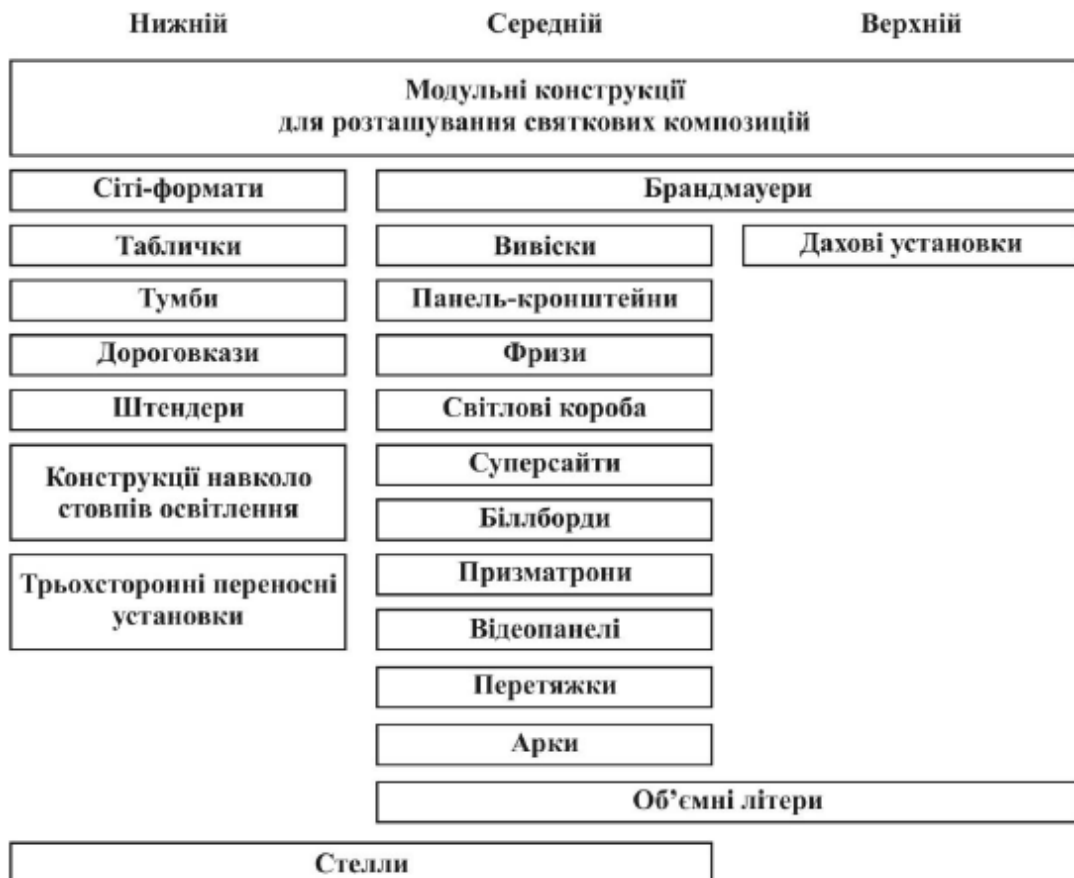 Нижній Середній Верхній
Модульні конструкції
для розташування святкових композицій
Сіті-формати Брандмауери
Таблички Вивіски Дахові установки
Тумби Панель-кронштейни
Дороговкази Фризи
Штендери Світлові короба
Конструкції навколо
стовпів освітлення
Суперсайти
Біллборди
Трьохсторонні переносні
установки
Призматрони
Відеопанелі
Перетяжки
Арки
Об’ємні літери
Стелли